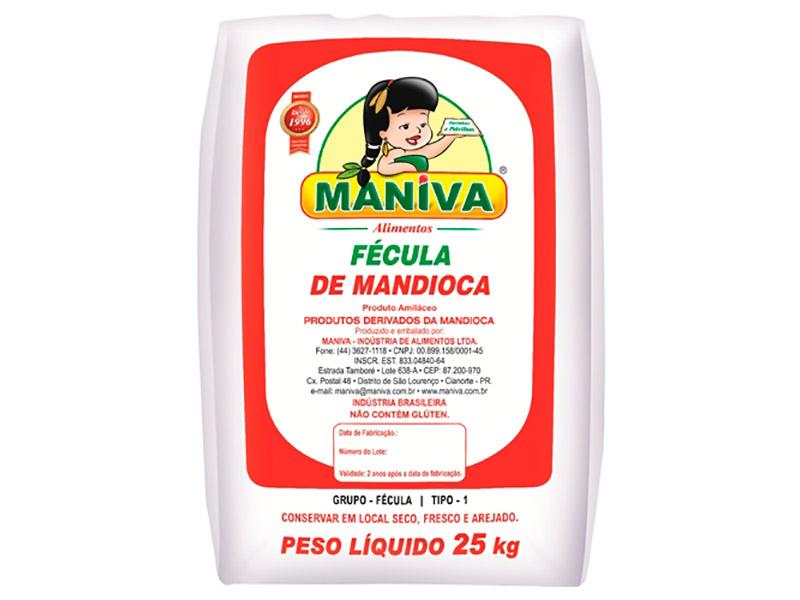 Desde
1996
Farinhas
e Polvilhos
MANIVA
®
Alimentos
FÉCULA
DE MANDIOCA
Produto Amiláceo
PRODUTOS DERIVADOS DA MANDIOCA
Produzido e embalado por:
MANIVA - INDÚSTRIA DE ALIMENTOS LTDA.
Fone: (44) 3627-1118 • CNPJ: 00.899.158/0001-45
INSCR. EST. 833.04840-64
Estrada Tamboré • Lote 638-A • CEP: 87.200-970
Cx. Postal 48 • Distrito de São Lourenço • Cianorte - PR.
e-mail: maniva@maniva.com.br • www.maniva.com.br
INDÚSTRIA BRASILEIRA
NÃO CONTÉM GLÚTEN.
Data de Fabricação.:
Número do Lote:
Validade: 2 anos após a data de fabricação.
GRUPO - FÉCULA | TIPO - 1
CONSERVAR EM LOCAL SECO, FRESCO E AREJADO.
PESO LÍQUIDO 25 kg